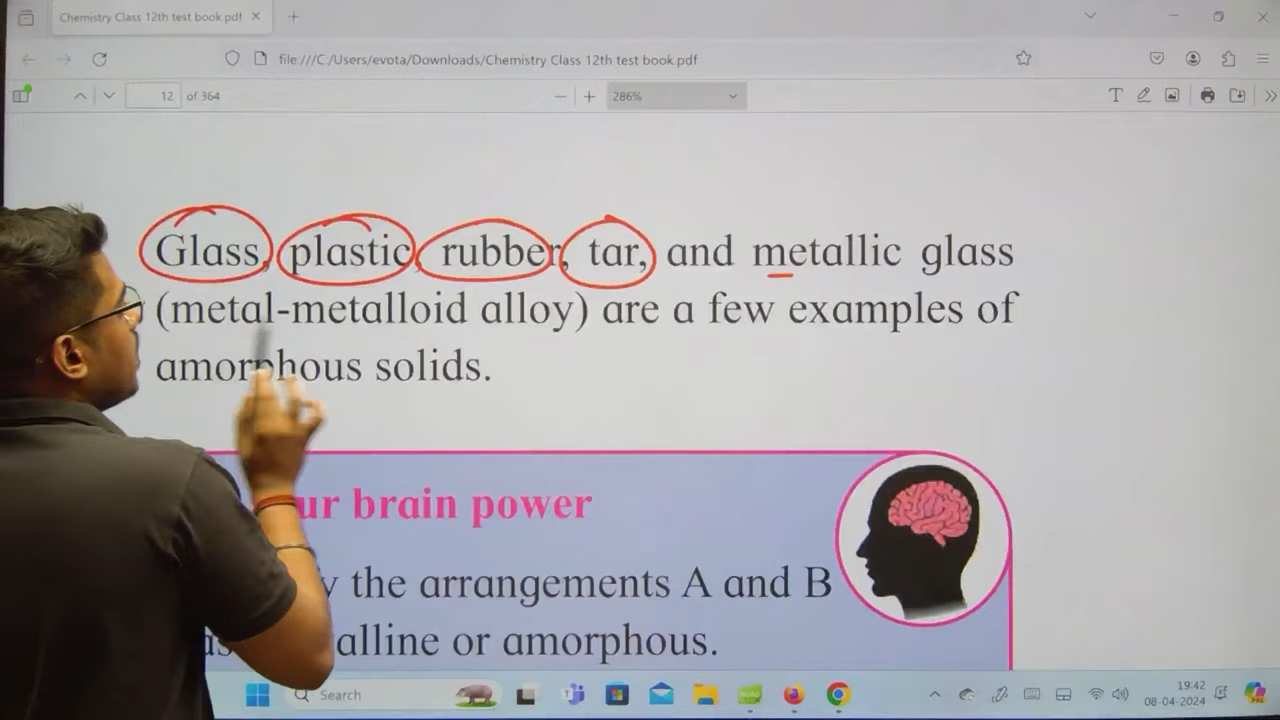 Chemistry Class 12th test book.pdf
file:///C:/Users/evota/Downloads/Chemistry Class 12th test book.pdf
12 of 364
286%
Glass, plastic, rubber, tar, and metallic glass
(metal-metalloid alloy) are a few examples of
amorphous solids.
ur brain power
y the arrangements A and B
as alline or amorphous.
Search
19:42
08-04-2024